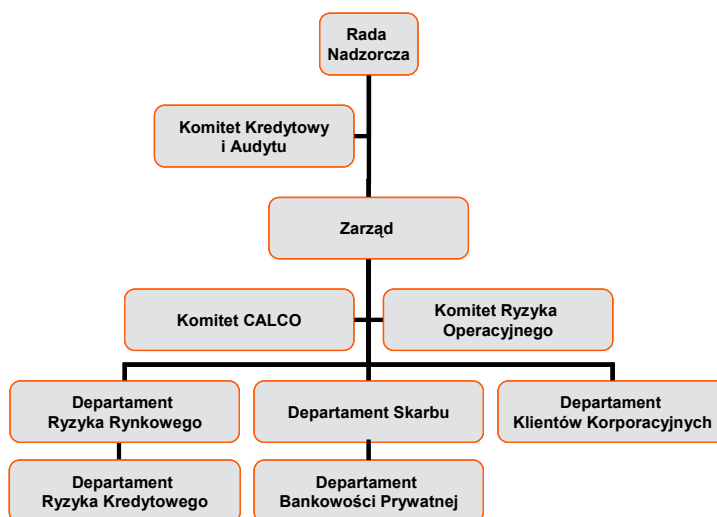 Rada
Nadzorcza
Komitet Kredytowy
i Audytu
Zarząd
Komitet CALCO
Komitet Ryzyka
Operacyjnego
Departament
Ryzyka Rynkowego
Departament Skarbu
Departament
Klientów Korporacyjnych
Departament
Ryzyka Kredytowego
Departament
Bankowości Prywatnej